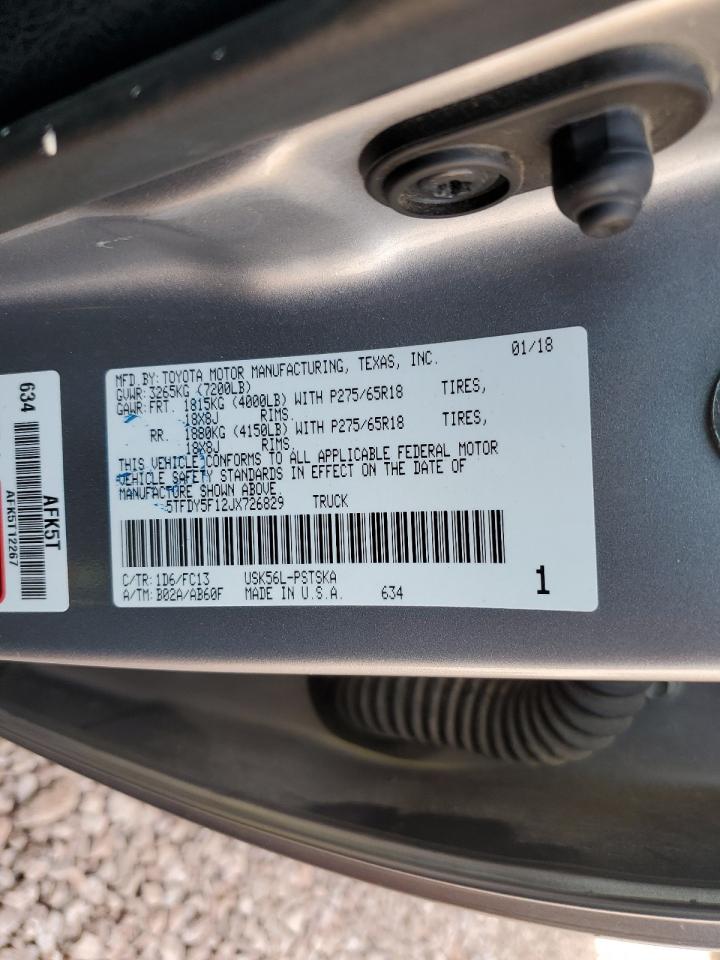 MFD.BY:TOYOTA MOTOR MANUFACTURING, TEXAS, INC. 01/18
GVWR:3265KG (7200LB)
GAWR:FRT. 1815KG (4000LB) WITH P275/65R18 TIRES,
18X8J RIMS.
RR. 1880KG (4150LB) WITH P275/65R18 TIRES,
18X8J RIMS.
THIS VEHICLE CONFORMS TO ALL APPLICABLE FEDERAL MOTOR
VEHICLE SAFETY STANDARDS IN EFFECT ON THE DATE OF
MANUFACTURE SHOWN ABOVE.
5TFDY5F12JX726829 TRUCK
C/TR:1D6/FC13 USK56L-PSTSKA
A/TM:B02A/AB60F MADE IN U.S.A. 634
1
634
AFK5T
AFK5T12267